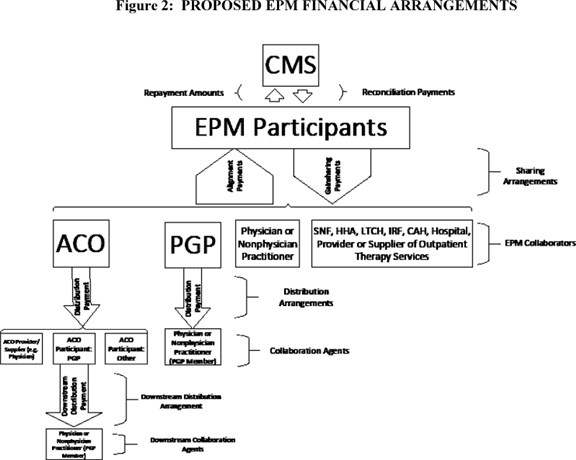 Figure 2: PROPOSED EPM FINANCIAL ARRANGEMENTS
CMS
Repayment Amounts
Reconciliation Payments
EPM Participants
Alignment
Payments
Gainsharing
Payments
Sharing
Arrangements
ACO
PGP
Physician or
Nonphysician
Practitioner
SNF, HHA, LTCH, IRF, CAH, Hospital,
Provider or Supplier of Outpatient
Therapy Services
EPM Collaborators
Distribution
Payment
Distribution
Payment
Distribution
Arrangements
ACO Provider/
Supplier (e.g.
Physician)
ACO
Participant:
PGP
ACO
Participant:
Other
Physician or
Nonphysician
Practitioner
(PGP Member)
Collaboration Agents
Downstream
Distribution
Payment
Downstream Distribution
Arrangement
Physician or
Nonphysician
Practitioner (PGP
Member)
Downstream Collaboration
Agents